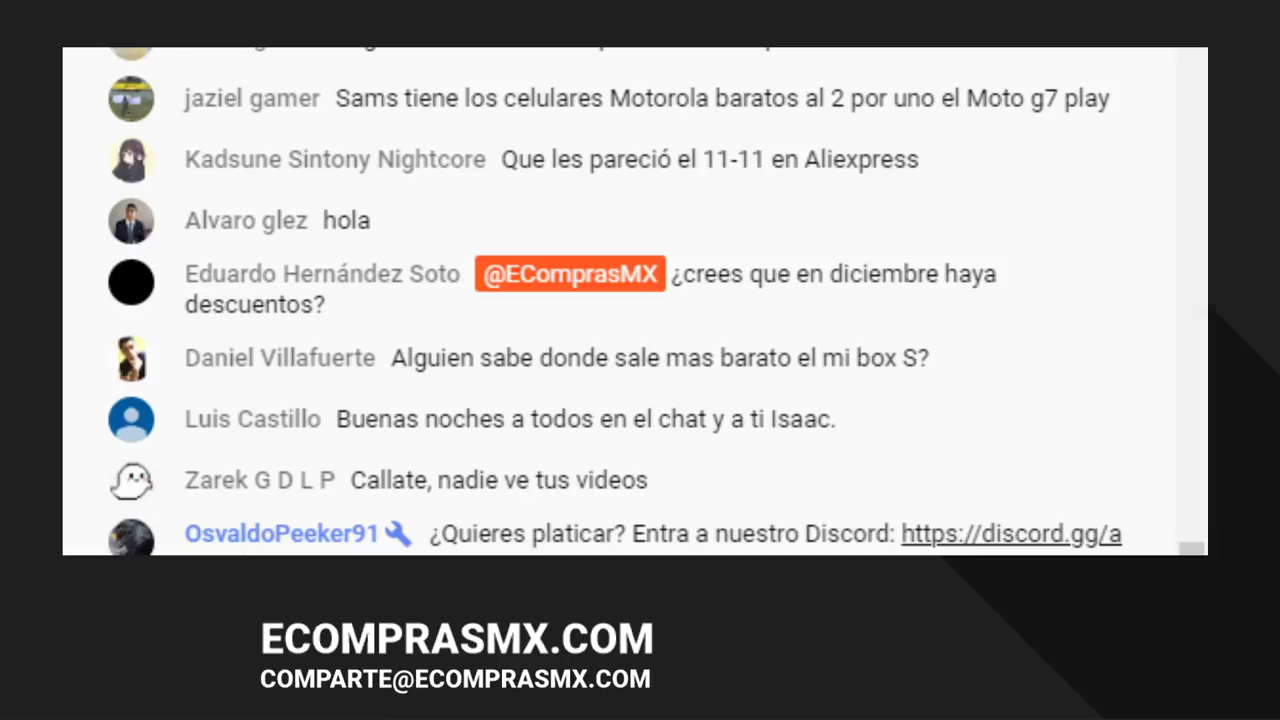 jaziel gamer Sams tiene los celulares Motorola baratos al 2 por uno el Moto g7 play
Kadsune Sintony Nightcore Que les pareció el 11-11 en Aliexpress
Alvaro glez hola
Eduardo Hernández Soto @EComprasMX ¿crees que en diciembre haya
descuentos?
Daniel Villafuerte Alguien sabe donde sale mas barato el mi box S?
Luis Castillo Buenas noches a todos en el chat y a ti Isaac.
Zarek G D L P Callate, nadie ve tus videos
OsvaldoPeeker91 ¿Quieres platicar? Entra a nuestro Discord: https://discord.gg/a
ECOMPRASMX.COM
COMPARTE@ECOMPRASMX.COM